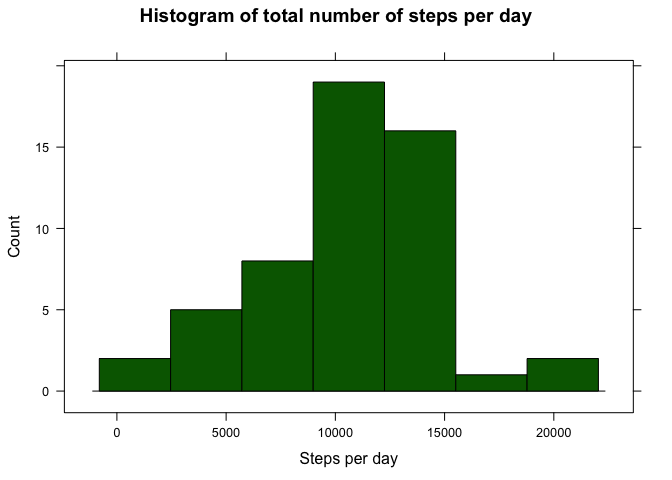 Histogram of total number of steps per day
Count
15
10
5
0
0 5000 10000 15000 20000
Steps per day